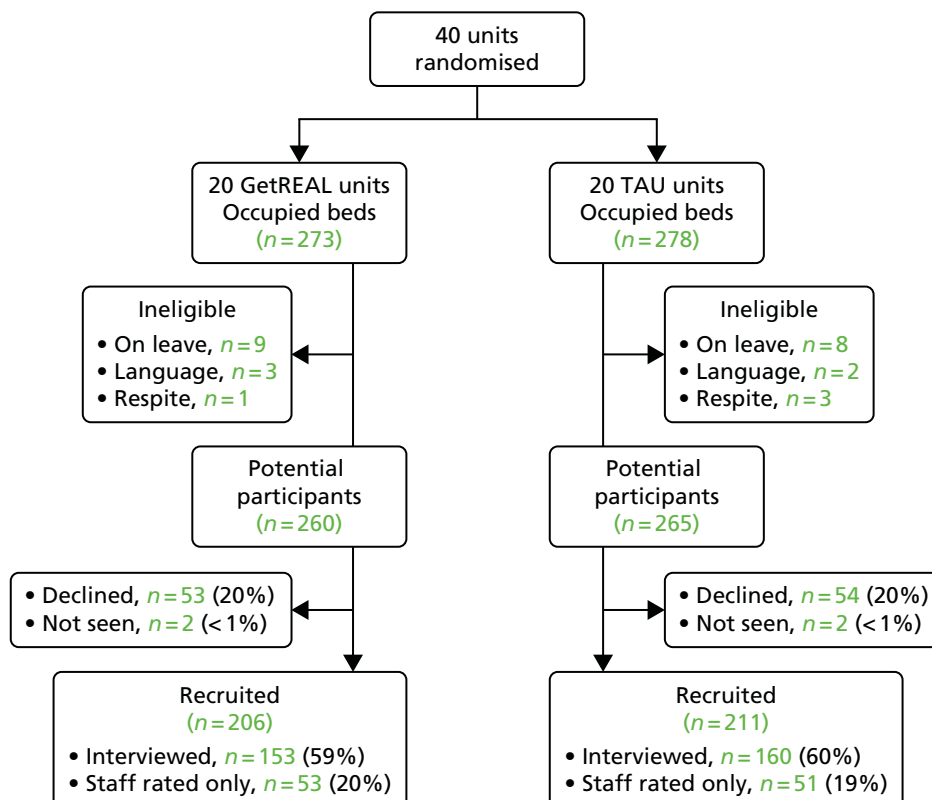 40 units
randomised
20 GetREAL units
Occupied beds
(n=273)
20 TAU units
Occupied beds
(n=278)
Ineligible
• On leave, n=9
• Language, n=3
• Respite, n=1
Ineligible
• On leave, n=8
• Language, n=2
• Respite, n=3
Potential
participants
(n=260)
Potential
participants
(n=265)
• Declined, n=53 (20%)
• Not seen, n=2 (<1%)
• Declined, n=54 (20%)
• Not seen, n=2 (<1%)
Recruited
(n=206)
• Interviewed, n=153 (59%)
• Staff rated only, n=53 (20%)
Recruited
(n=211)
• Interviewed, n=160 (60%)
• Staff rated only, n=51 (19%)